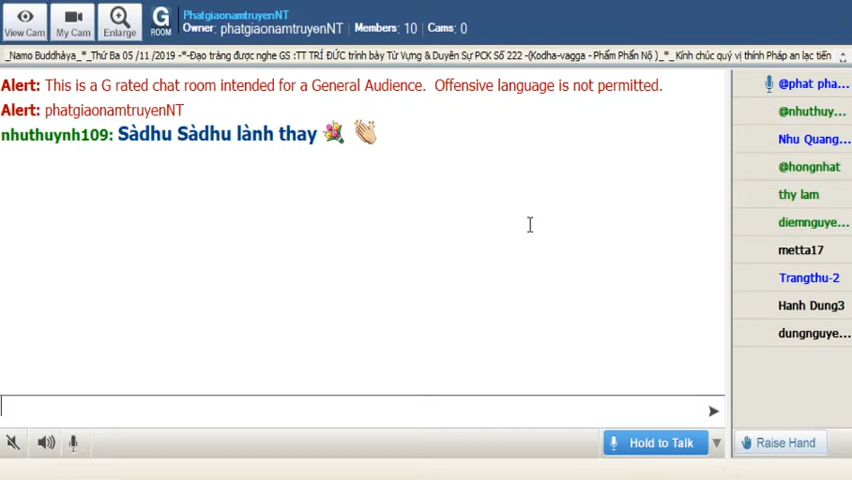 PhatgiaonamtruyenNT
Owner: phatgiaonamtruyenNT Members: 10 Cams: 0
View Cam My Cam Enlarge G ROOM
_Namo Buddhàya_*_Thứ Ba 05 /11 /2019 -*-Đạo tràng được nghe GS :TT TRÍ ĐỨC trình bày Từ Vựng & Duyên Sự PCK Số 222 -(Kodha-vagga - Phẩm Phẫn Nộ )_*_ Kính chúc quý vị thính Pháp an lạc tiến
Alert: This is a G rated chat room intended for a General Audience. Offensive language is not permitted.
Alert: phatgiaonamtruyenNT
nhuthuynh109: Sàdhu Sàdhu lành thay
@phat pha...
@nhuthuy...
Nhu Quang...
@hongnhat
thy lam
diemnguye...
metta17
Trangthu-2
Hanh Dung3
dungnguye...
Hold to Talk
Raise Hand